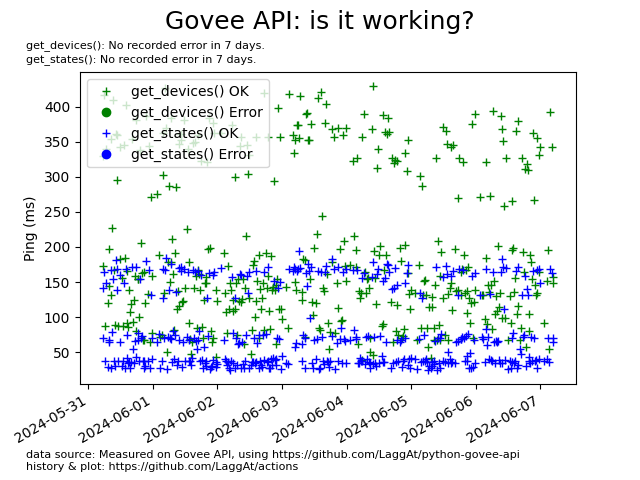 Govee API: is it working?
get_devices(): No recorded error in 7 days.
get_states(): No recorded error in 7 days.
get_devices() OK
get_devices() Error
get_states() OK
get_states() Error
Ping (ms)
400
350
300
250
200
150
100
50
2024-05-31
2024-06-01
2024-06-02
2024-06-03
2024-06-04
2024-06-05
2024-06-06
2024-06-07
data source: Measured on Govee API, using https://github.com/LaggAt/python-govee-api
history & plot: https://github.com/LaggAt/actions